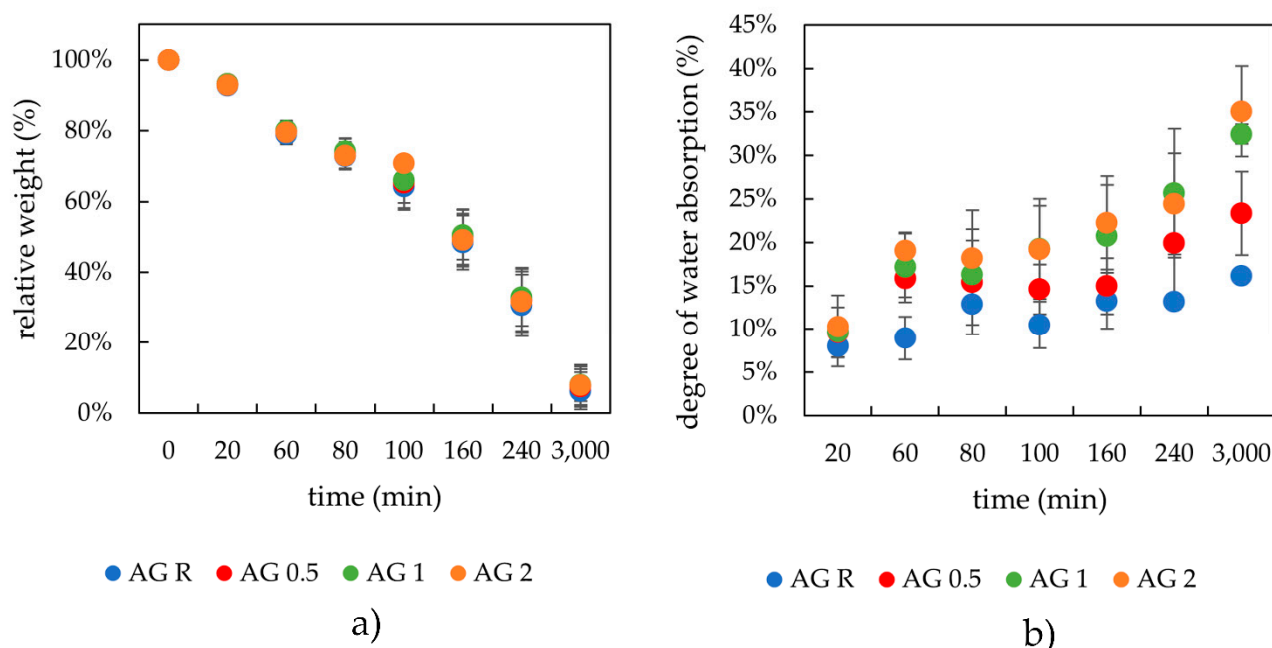 relative weight (%)
100%
80%
60%
40%
20%
0%
0 20 60 80 100 160 240 3,000
time (min)
AG R AG 0.5 AG 1 AG 2
a)
degree of water absorption (%)
45%
40%
35%
30%
25%
20%
15%
10%
5%
0%
20 60 80 100 160 240 3,000
time (min)
AG R AG 0.5 AG 1 AG 2
b)